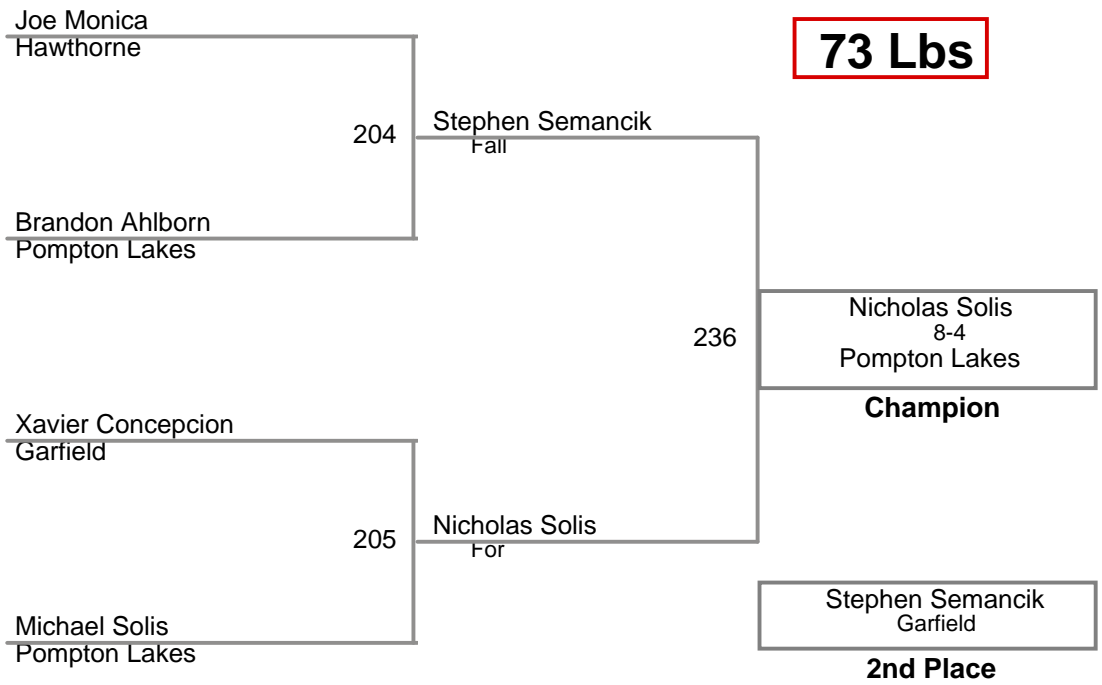 Joe Monica
Hawthorne
73 Lbs
204
Stephen Semancik
Fall
Brandon Ahlborn
Pompton Lakes
236
Nicholas Solis
8-4
Pompton Lakes
Champion
Xavier Concepcion
Garfield
205
Nicholas Solis
For
Michael Solis
Pompton Lakes
Stephen Semancik
Garfield
2nd Place